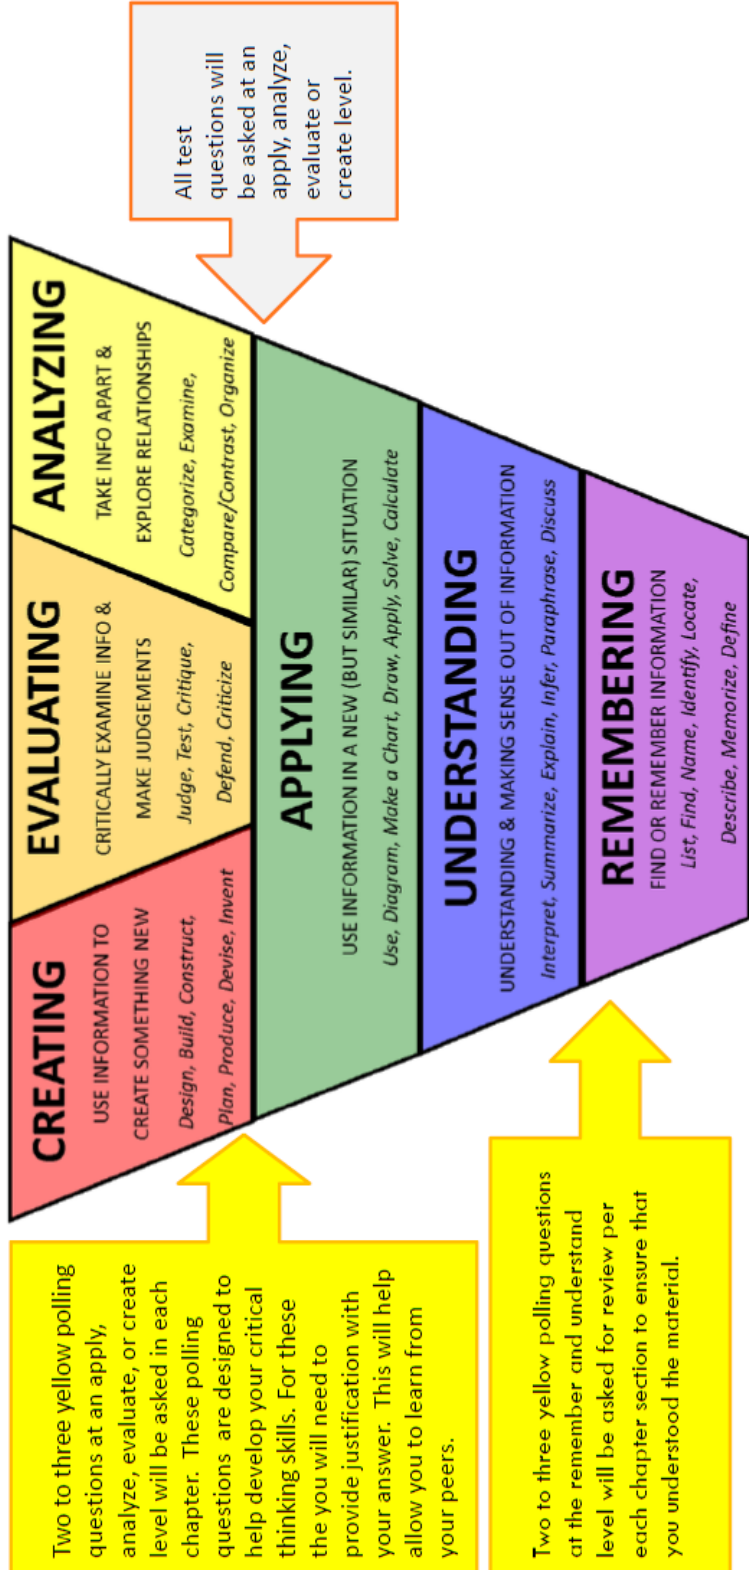 Two to three yellow polling
questions at an apply,
analyze, evaluate, or create
level will be asked in each
chapter. These polling
questions are designed to
help develop your critical
thinking skills. For these
the you will need to
provide justification with
your answer. This will help
allow you to learn from
your peers.
CREATING
USE INFORMATION TO
CREATE SOMETHING NEW
Design, Build, Construct,
Plan, Produce, Devise, Invent
EVALUATING
CRITICALLY EXAMINE INFO &
MAKE JUDGEMENTS
Judge, Test, Critique,
Defend, Criticize
ANALYZING
TAKE INFO APART &
EXPLORE RELATIONSHIPS
Categorize, Examine,
Compare/Contrast, Organize
All test
questions will
be asked at an
apply, analyze,
evaluate or
create level.
APPLYING
USE INFORMATION IN A NEW (BUT SIMILAR) SITUATION
Use, Diagram, Make a Chart, Draw, Apply, Solve, Calculate
UNDERSTANDING
UNDERSTANDING & MAKING SENSE OUT OF INFORMATION
Interpret, Summarize, Explain, Infer, Paraphrase, Discuss
Two to three yellow polling questions
at the remember and understand
level will be asked for review per
each chapter section to ensure that
you understood the material.
REMEMBERING
FIND OR REMEMBER INFORMATION
List, Find, Name, Identify, Locate,
Describe, Memorize, Define